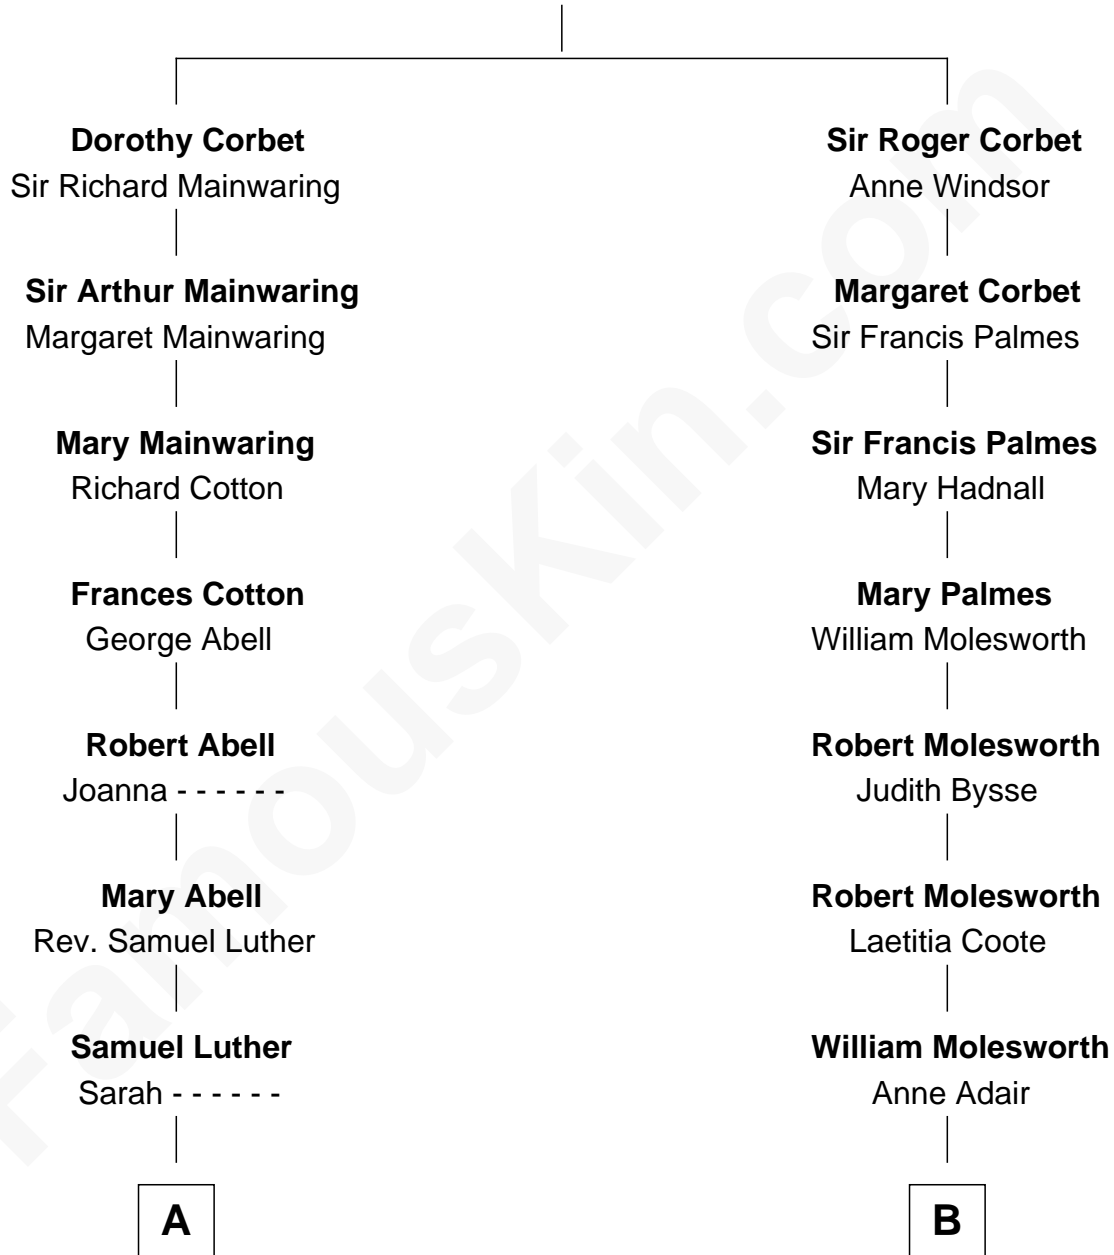 Dorothy Corbet
Sir Richard Mainwaring
Sir Roger Corbet
Anne Windsor
Sir Arthur Mainwaring
Margaret Mainwaring
Margaret Corbet
Sir Francis Palmes
Mary Mainwaring
Richard Cotton
Sir Francis Palmes
Mary Hadnall
Frances Cotton
George Abell
Mary Palmes
William Molesworth
Robert Abell
Joanna - - - - - -
Robert Molesworth
Judith Bysse
Mary Abell
Rev. Samuel Luther
Robert Molesworth
Laetitia Coote
Samuel Luther
Sarah - - - - - -
William Molesworth
Anne Adair
A
B
FamousKin.com